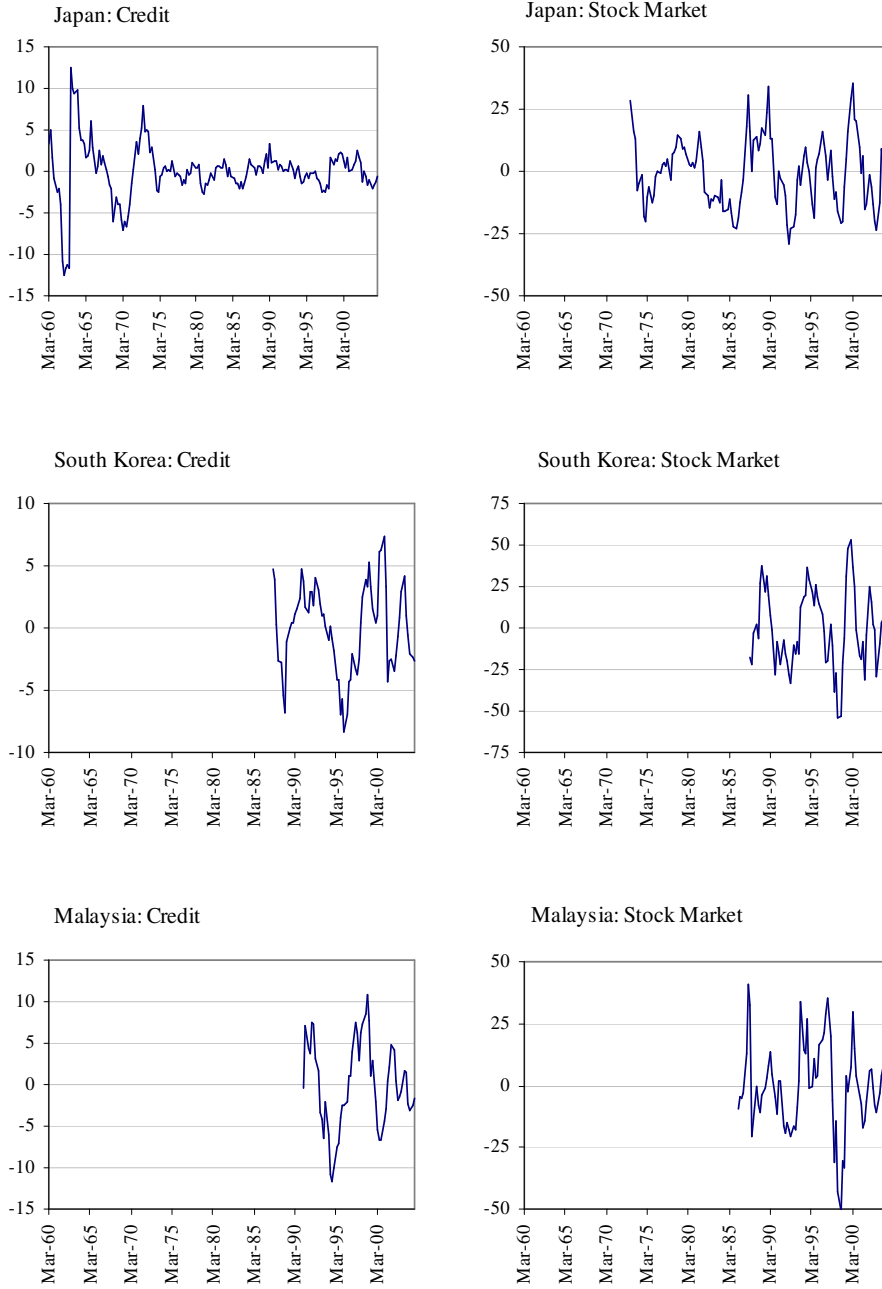 Japan: Credit
15
10
5
0
-5
-10
-15
Mar-60
Mar-65
Mar-70
Mar-75
Mar-80
Mar-85
Mar-90
Mar-95
Mar-00
Japan: Stock Market
50
25
0
-25
-50
Mar-60
Mar-65
Mar-70
Mar-75
Mar-80
Mar-85
Mar-90
Mar-95
Mar-00
South Korea: Credit
10
5
0
-5
-10
Mar-60
Mar-65
Mar-70
Mar-75
Mar-80
Mar-85
Mar-90
Mar-95
Mar-00
South Korea: Stock Market
75
50
25
0
-25
-50
-75
Mar-60
Mar-65
Mar-70
Mar-75
Mar-80
Mar-85
Mar-90
Mar-95
Mar-00
Malaysia: Credit
15
10
5
0
-5
-10
-15
Mar-60
Mar-65
Mar-70
Mar-75
Mar-80
Mar-85
Mar-90
Mar-95
Mar-00
Malaysia: Stock Market
50
25
0
-25
-50
Mar-60
Mar-65
Mar-70
Mar-75
Mar-80
Mar-85
Mar-90
Mar-95
Mar-00